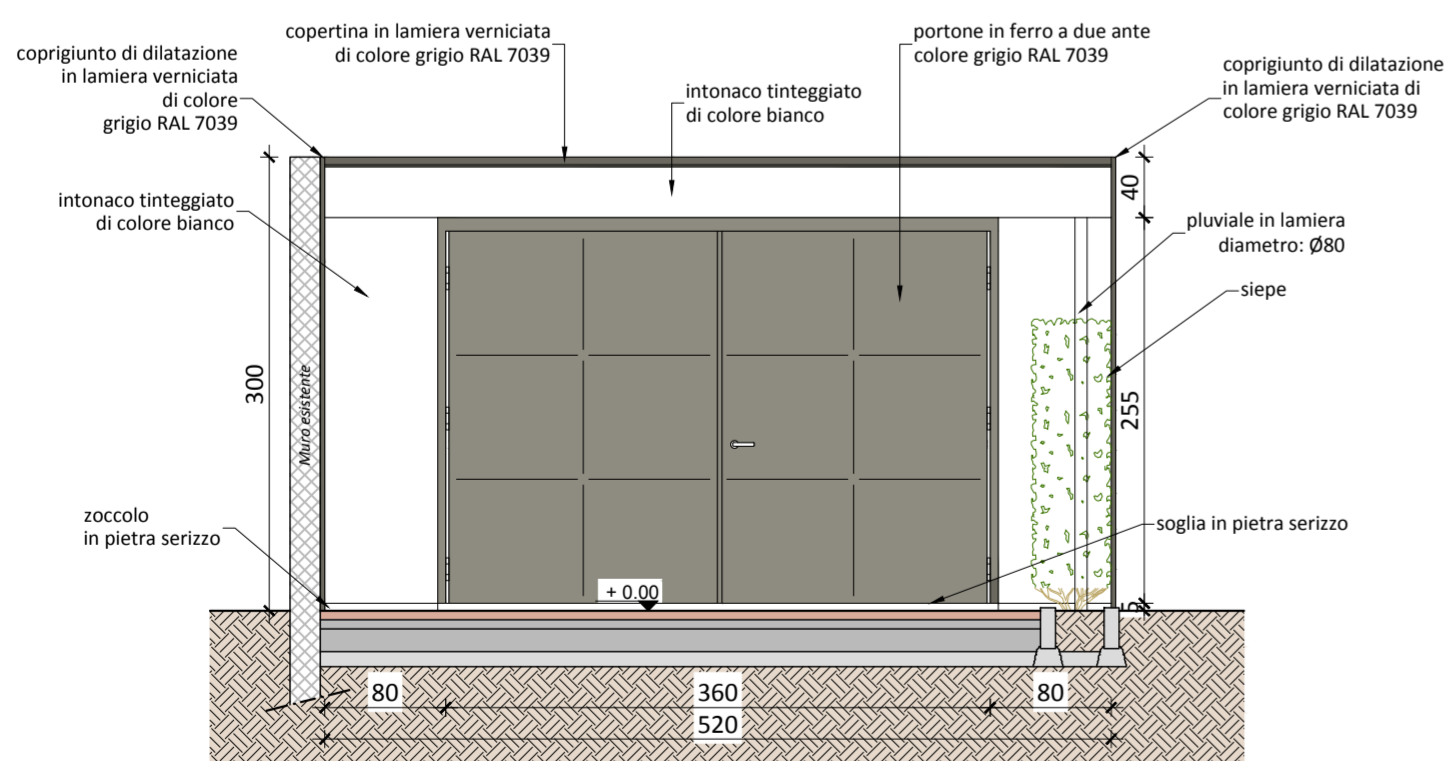 copertina in lamiera verniciata
di colore grigio RAL 7039
portone in ferro a due ante
colore grigio RAL 7039
coprigiunto di dilatazione
in lamiera verniciata
di colore
grigio RAL 7039
coprigiunto di dilatazione
in lamiera verniciata di
colore grigio RAL 7039
intonaco tinteggiato
di colore bianco
intonaco tinteggiato
di colore bianco
40
pluviale in lamiera
diametro: Ø80
siepe
300
Muro esistente
255
zoccolo
in pietra serizzo
soglia in pietra serizzo
+ 0.00
5
80
360
80
520